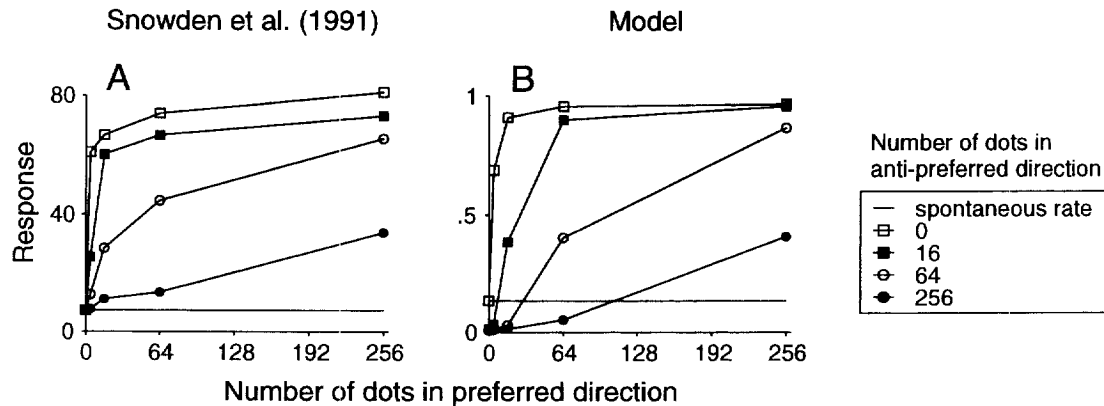 Snowden et al. (1991)
Model
A
B
80
40
0
Response
0 64 128 192 256
1
.5
0
0 64 128 192 256
Number of dots in preferred direction
Number of dots in
anti-preferred direction
spontaneous rate
0
16
64
256